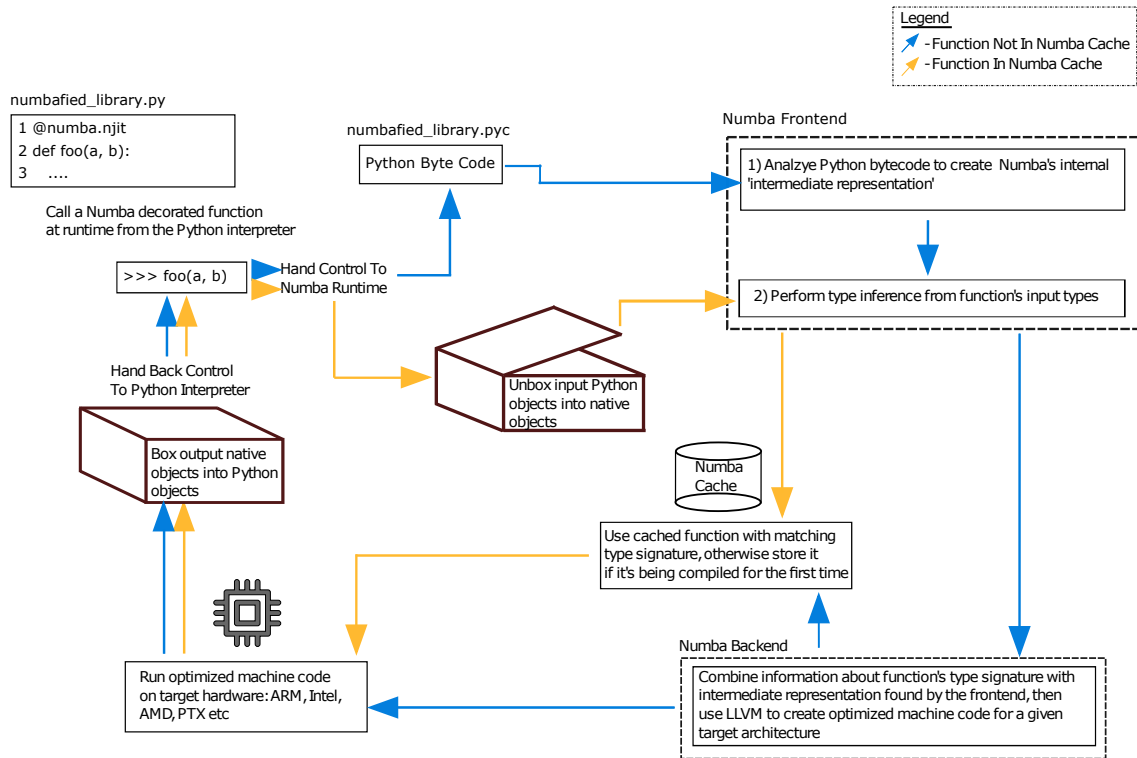 Legend
- Function Not In Numba Cache
- Function In Numba Cache
numbafied_library.py
1 @numba.njit
2 def foo(a, b):
3 ....
numbafied_library.pyc
Python Byte Code
Numba Frontend
1) Analzye Python bytecode to create Numba's internal
'intermediate representation'
2) Perform type inference from function's input types
Call a Numba decorated function
at runtime from the Python interpreter
>>> foo(a, b)
Hand Control To
Numba Runtime
Unbox input Python
objects into native
objects
Hand Back Control
To Python Interpreter
Box output native
objects into Python
objects
Numba
Cache
Use cached function with matching
type signature, otherwise store it
if it's being compiled for the first time
Numba Backend
Combine information about function's type signature with
intermediate representation found by the frontend, then
use LLVM to create optimized machine code for a given
target architecture
Run optimized machine code
on target hardware: ARM, Intel,
AMD, PTX etc